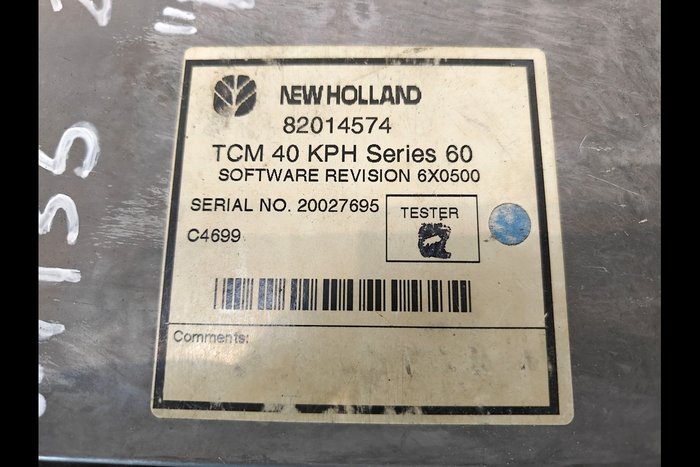 NEW HOLLAND
82014574
TCM 40 KPH Series 60
SOFTWARE REVISION 6X0500
SERIAL NO. 20027695
TESTER
C4699
Comments: